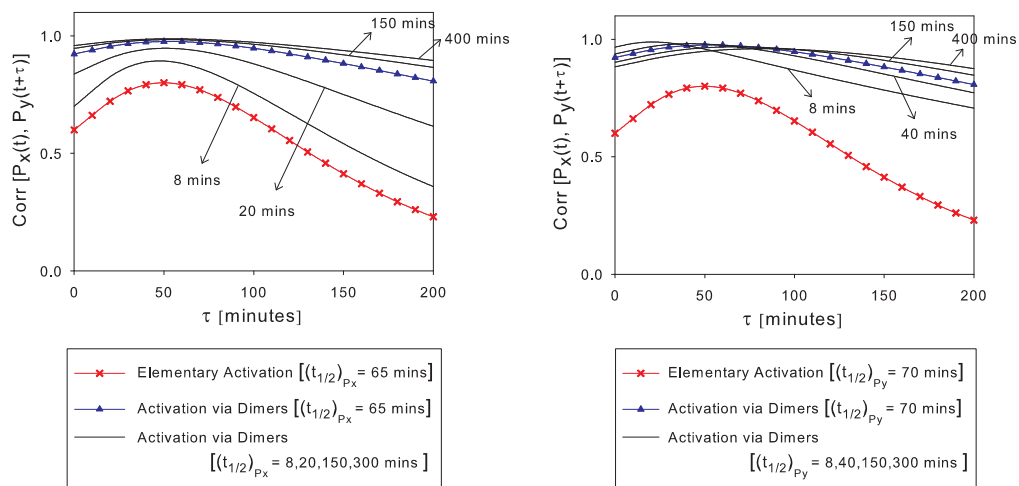 Corr [Px(t), Py(t+τ)]
1.0
0.5
0.0
150 mins
400 mins
8 mins
20 mins
0 50 100 150 200
τ [minutes]
Elementary Activation [(t1/2)Px = 65 mins]
Activation via Dimers [(t1/2)Px = 65 mins]
Activation via Dimers
[(t1/2)Px = 8,20,150,300 mins ]
Corr [Px(t), Py(t+τ)]
1.0
0.5
0.0
150 mins
400 mins
8 mins
40 mins
0 50 100 150 200
τ [minutes]
Elementary Activation [(t1/2)Py = 70 mins]
Activation via Dimers [(t1/2)Py = 70 mins]
Activation via Dimers
[(t1/2)Py = 8,40,150,300 mins ]